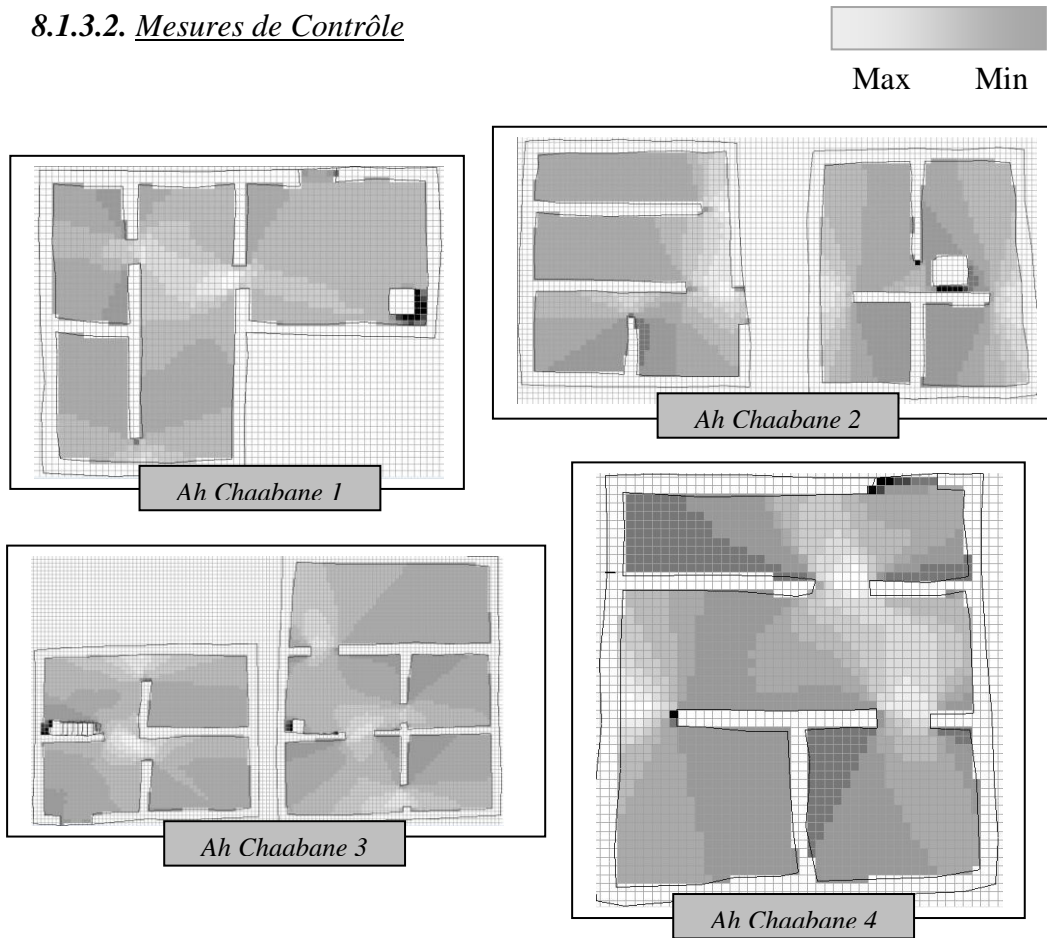 8.1.3.2. Mesures de Contrôle
Max Min
Ah Chaabane 1
Ah Chaabane 2
Ah Chaabane 3
Ah Chaabane 4